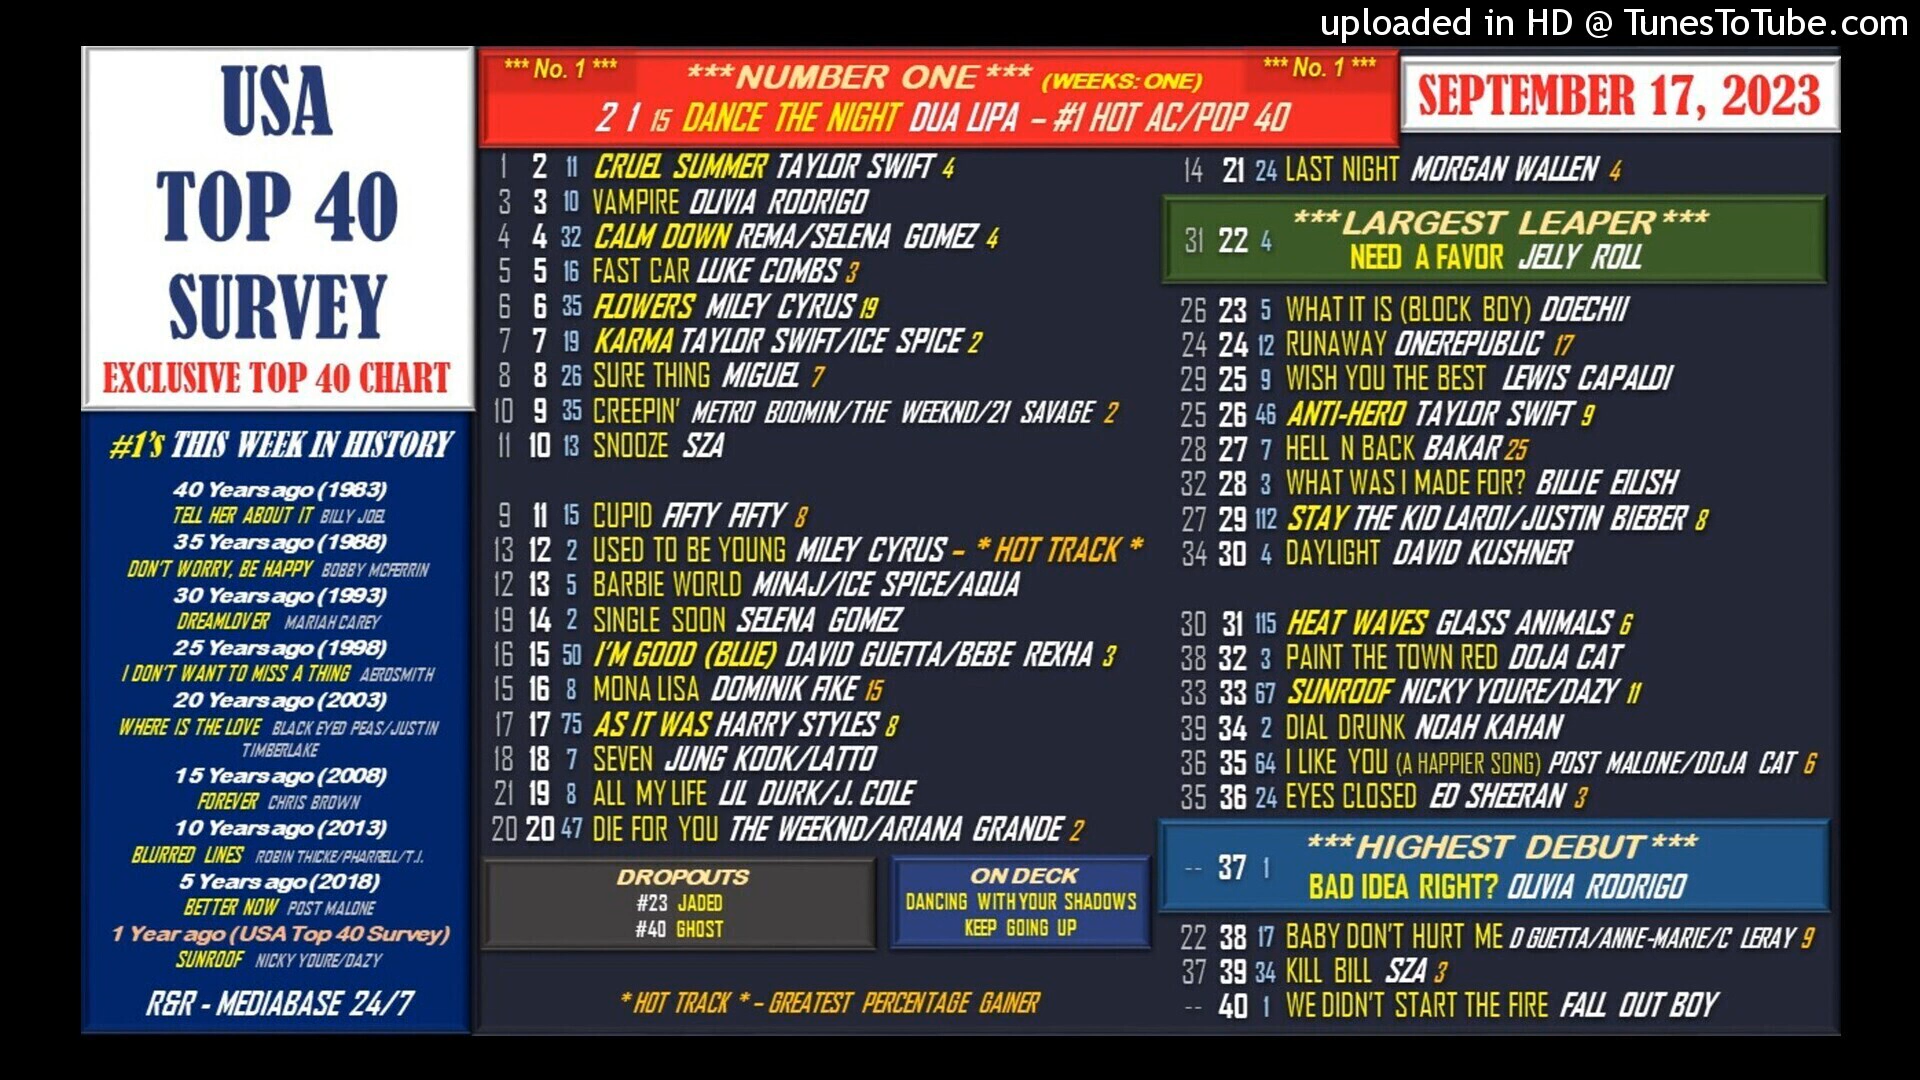 uploaded in HD @ TunesToTube.com
USA
TOP 40
SURVEY
EXCLUSIVE TOP 40 CHART
#1's THIS WEEK IN HISTORY
40 Years ago (1983)
TELL HER ABOUT IT BILLY JOEL
35 Years ago (1988)
DON'T WORRY, BE HAPPY BOBBY MCFERRIN
30 Years ago (1993)
DREAMLOVER MARIAH CAREY
25 Years ago (1998)
I DON'T WANT TO MISS A THING AEROSMITH
20 Years ago (2003)
WHERE IS THE LOVE BLACK EYED PEAS/JUSTIN
TIMBERLAKE
15 Years ago (2008)
FOREVER CHRIS BROWN
10 Years ago (2013)
BLURRED LINES ROBIN THICKE/PHARRELL/T.I.
5 Years ago (2018)
BETTER NOW POST MALONE
1 Year ago (USA Top 40 Survey)
SUNROOF NICKY YOURE/DAZY
R&R - MEDIABASE 24/7
*** No. 1 *** ***NUMBER ONE*** (WEEKS: ONE) *** No. 1 ***
2 1 15 DANCE THE NIGHT DUA LIPA – #1 HOT AC/POP 40
SEPTEMBER 17, 2023
1 2 11 CRUEL SUMMER TAYLOR SWIFT 4
3 3 10 VAMPIRE OLIVIA RODRIGO
4 4 32 CALM DOWN REMA/SELENA GOMEZ 4
5 5 16 FAST CAR LUKE COMBS 3
6 6 35 FLOWERS MILEY CYRUS 19
7 7 19 KARMA TAYLOR SWIFT/ICE SPICE 2
8 8 26 SURE THING MIGUEL 7
10 9 35 CREEPIN' METRO BOOMIN/THE WEEKND/21 SAVAGE 2
11 10 13 SNOOZE SZA
9 11 15 CUPID FIFTY FIFTY 8
13 12 2 USED TO BE YOUNG MILEY CYRUS – * HOT TRACK *
12 13 5 BARBIE WORLD MINAJ/ICE SPICE/AQUA
19 14 2 SINGLE SOON SELENA GOMEZ
16 15 50 I'M GOOD (BLUE) DAVID GUETTA/BEBE REXHA 3
15 16 8 MONA LISA DOMINIK FIKE 15
17 17 75 AS IT WAS HARRY STYLES 8
18 18 7 SEVEN JUNG KOOK/LATTO
21 19 8 ALL MY LIFE LIL DURK/J. COLE
20 20 47 DIE FOR YOU THE WEEKND/ARIANA GRANDE 2
DROPOUTS
#23 JADED
#40 GHOST
ON DECK
DANCING WITH YOUR SHADOWS
KEEP GOING UP
* HOT TRACK * – GREATEST PERCENTAGE GAINER
14 21 24 LAST NIGHT MORGAN WALLEN 4
***LARGEST LEAPER***
31 22 4 NEED A FAVOR JELLY ROLL
26 23 5 WHAT IT IS (BLOCK BOY) DOECHII
24 24 12 RUNAWAY ONEREPUBLIC 17
29 25 9 WISH YOU THE BEST LEWIS CAPALDI
25 26 46 ANTI-HERO TAYLOR SWIFT 9
28 27 7 HELL N BACK BAKAR 25
32 28 3 WHAT WAS I MADE FOR? BILLIE EILISH
27 29 112 STAY THE KID LAROI/JUSTIN BIEBER 8
34 30 4 DAYLIGHT DAVID KUSHNER
30 31 115 HEAT WAVES GLASS ANIMALS 6
38 32 3 PAINT THE TOWN RED DOJA CAT
33 33 67 SUNROOF NICKY YOURE/DAZY 11
39 34 2 DIAL DRUNK NOAH KAHAN
36 35 64 I LIKE YOU (A HAPPIER SONG) POST MALONE/DOJA CAT 6
35 36 24 EYES CLOSED ED SHEERAN 3
***HIGHEST DEBUT***
-- 37 1 BAD IDEA RIGHT? OLIVIA RODRIGO
22 38 17 BABY DON'T HURT ME D GUETTA/ANNE-MARIE/C LERAY 9
37 39 34 KILL BILL SZA 3
-- 40 1 WE DIDN'T START THE FIRE FALL OUT BOY